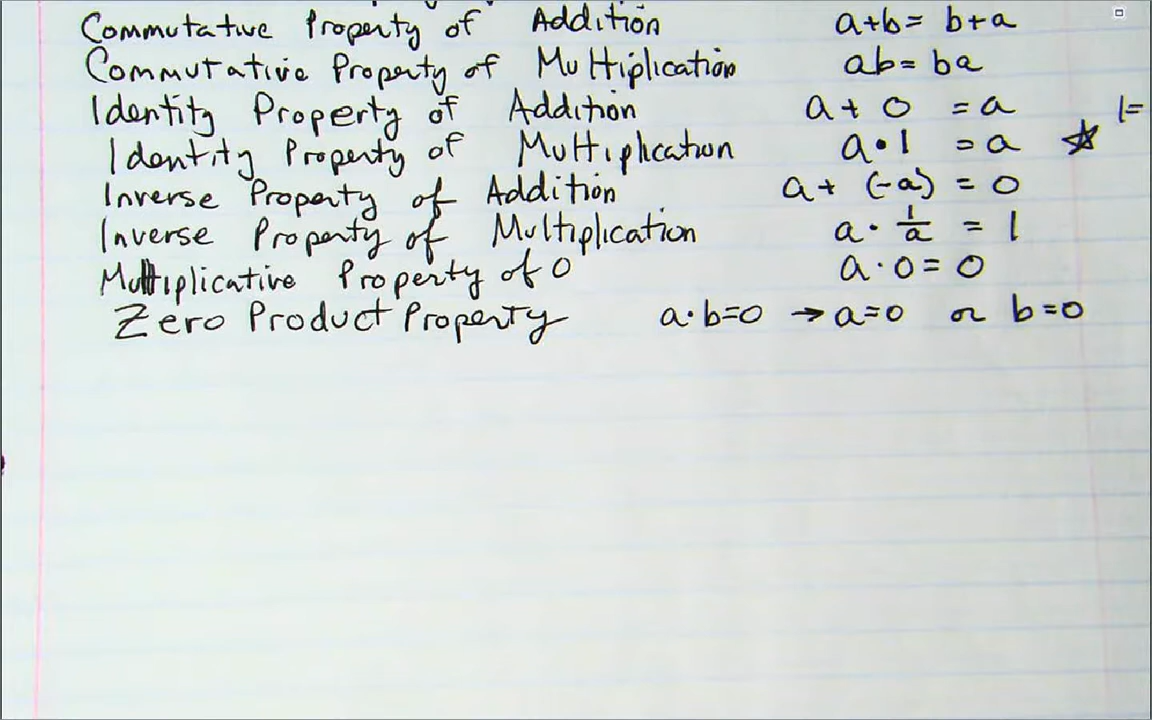 Commutative Property of Addition a+b= b+a
Commutative Property of Multiplication ab= ba
Identity Property of Addition a + 0 = a 1=
Identity Property of Multiplication a•1 = a ☆
Inverse Property of Addition a + (-a) = 0
Inverse Property of Multiplication a · 1/a = 1
Multiplicative Property of 0 a · 0 = 0
Zero Product Property a·b=0 → a=0 or b=0